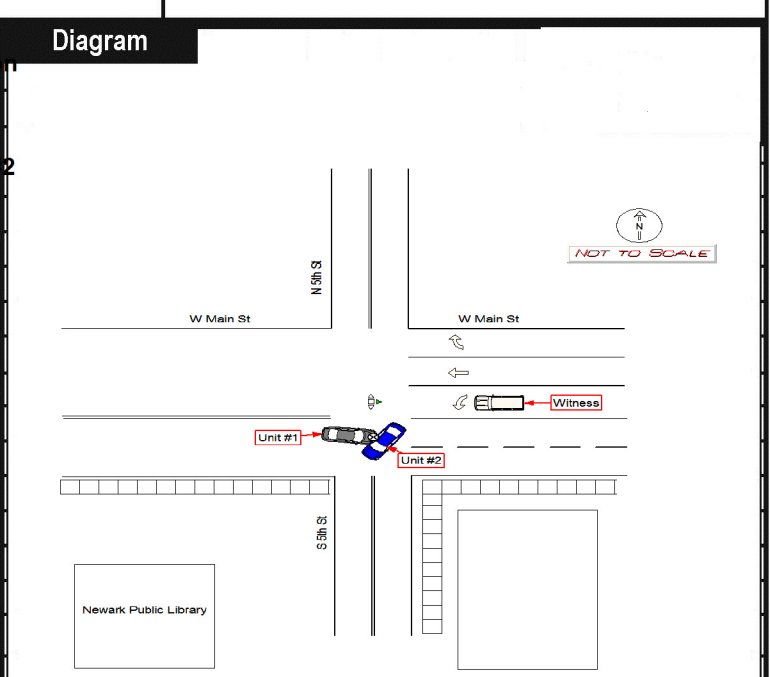 Diagram
n
2
N
NOT TO SCALE
N 5th St
W Main St
W Main St
Witness
Unit #1
Unit #2
S 5th St
Newark Public Library